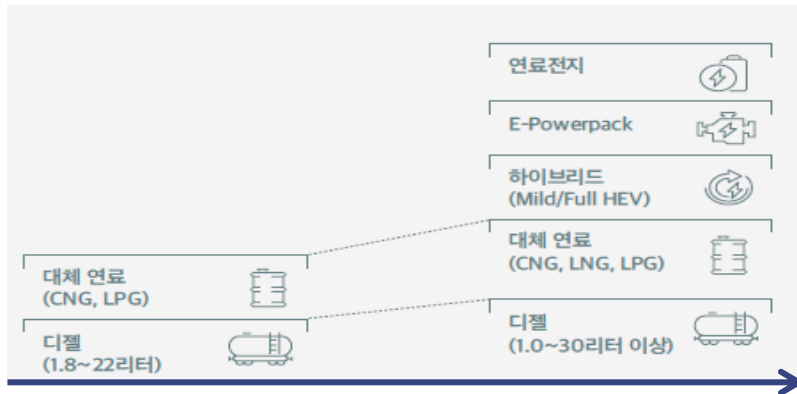 연료전지
E-Powerpack
하이브리드
(Mild/Full HEV)
대체 연료
(CNG, LNG, LPG)
디젤
(1.0~30리터 이상)
대체 연료
(CNG, LPG)
디젤
(1.8~22리터)